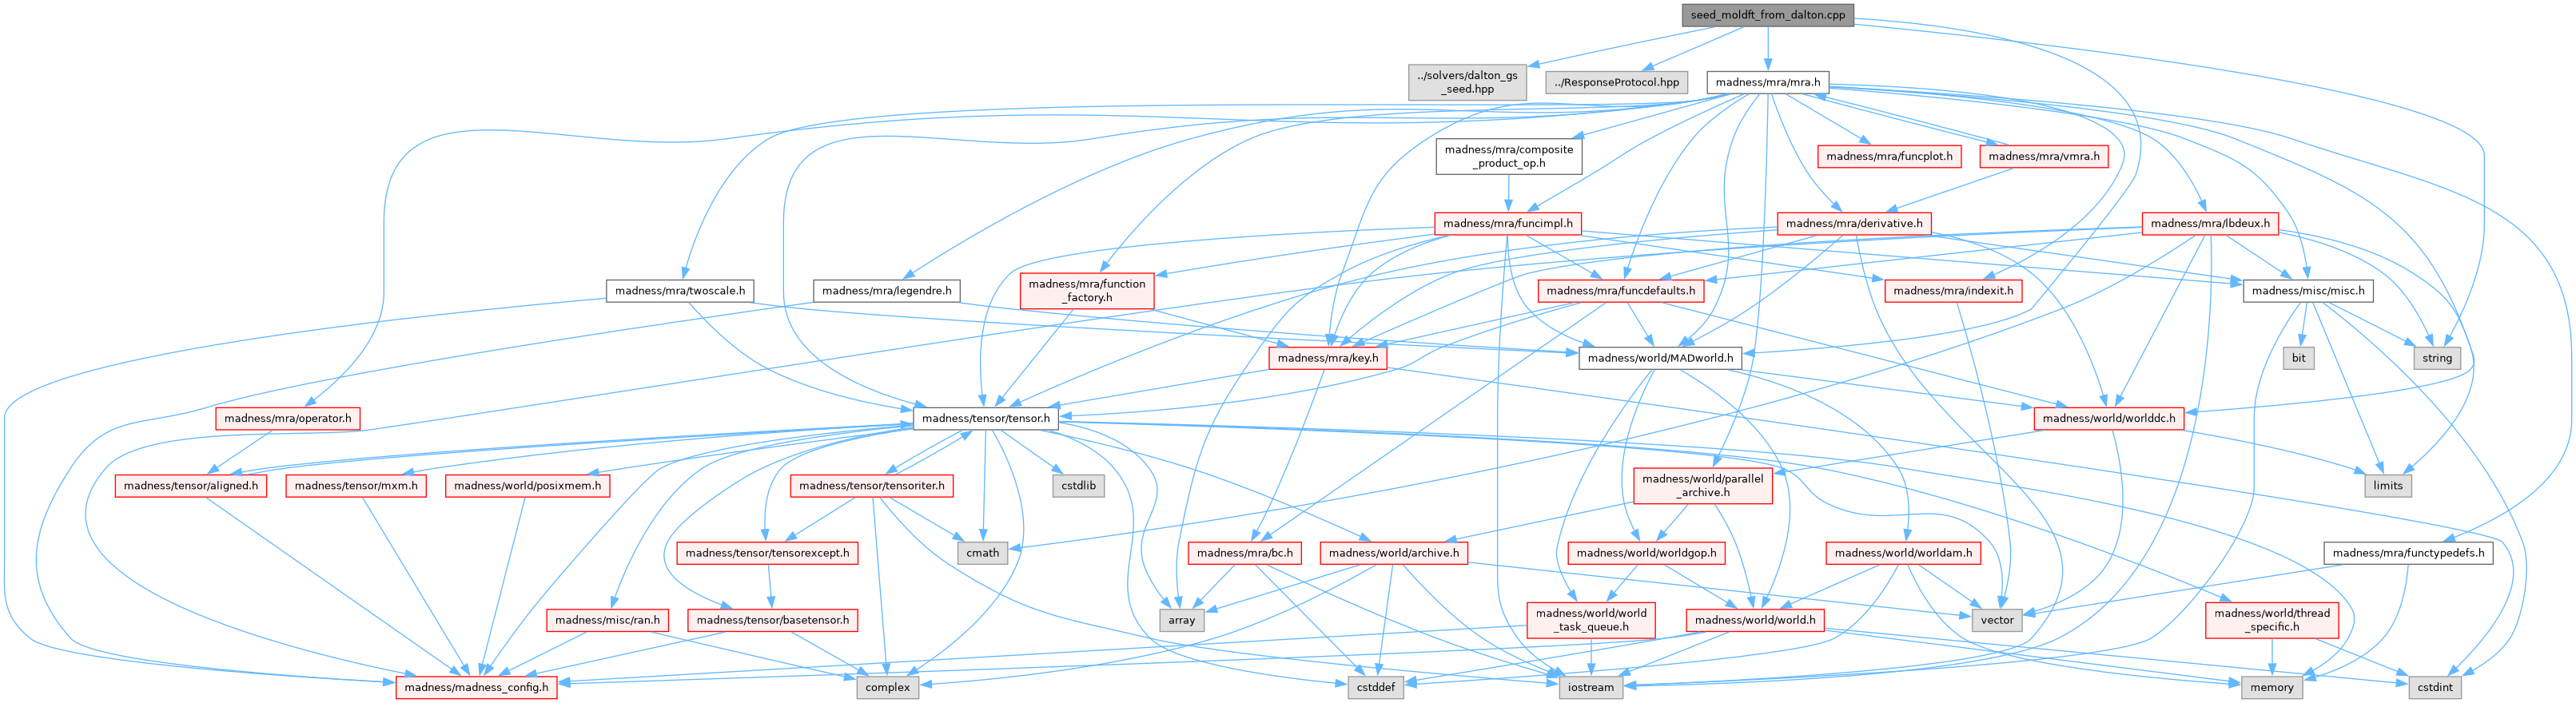 seed_moldft_from_dalton.cpp
../solvers/dalton_gs
_seed.hpp
../ResponseProtocol.hpp
madness/mra/mra.h
madness/mra/composite
_product_op.h
madness/mra/funcplot.h
madness/mra/vmra.h
madness/mra/funcimpl.h
madness/mra/derivative.h
madness/mra/lbdeux.h
madness/mra/twoscale.h
madness/mra/legendre.h
madness/mra/function
_factory.h
madness/mra/funcdefaults.h
madness/mra/indexit.h
madness/misc/misc.h
madness/mra/key.h
madness/world/MADworld.h
bit
string
madness/mra/operator.h
madness/tensor/tensor.h
madness/world/worlddc.h
madness/tensor/aligned.h
madness/tensor/mxm.h
madness/world/posixmem.h
madness/tensor/tensoriter.h
cstdlib
madness/world/parallel
_archive.h
limits
madness/tensor/tensorexcept.h
cmath
madness/mra/bc.h
madness/world/archive.h
madness/world/worldgop.h
madness/world/worldam.h
madness/mra/functypedefs.h
madness/misc/ran.h
madness/tensor/basetensor.h
array
madness/world/world
_task_queue.h
madness/world/world.h
vector
madness/world/thread
_specific.h
madness/madness_config.h
complex
cstddef
iostream
memory
cstdint